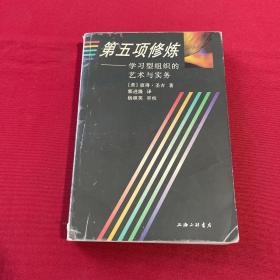 第五项修炼
——学习型组织的
艺术与实务
[美] 彼得·圣吉 著
郭进隆 译
杨硕英 审校
上海三联书店